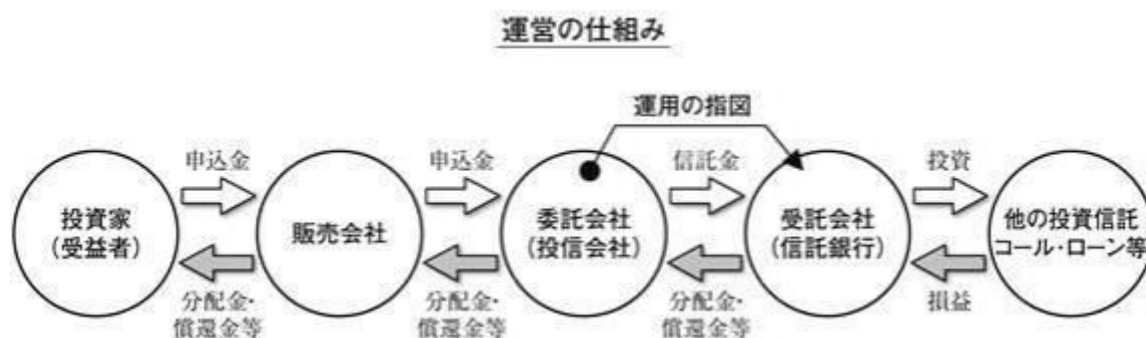 運営の仕組み
運用の指図
申込金
申込金
信託金
投資
投資家
(受益者)
販売会社
委託会社
(投信会社)
受託会社
(信託銀行)
他の投資信託
コール・ローン等
分配金・
償還金等
分配金・
償還金等
分配金・
償還金等
損益